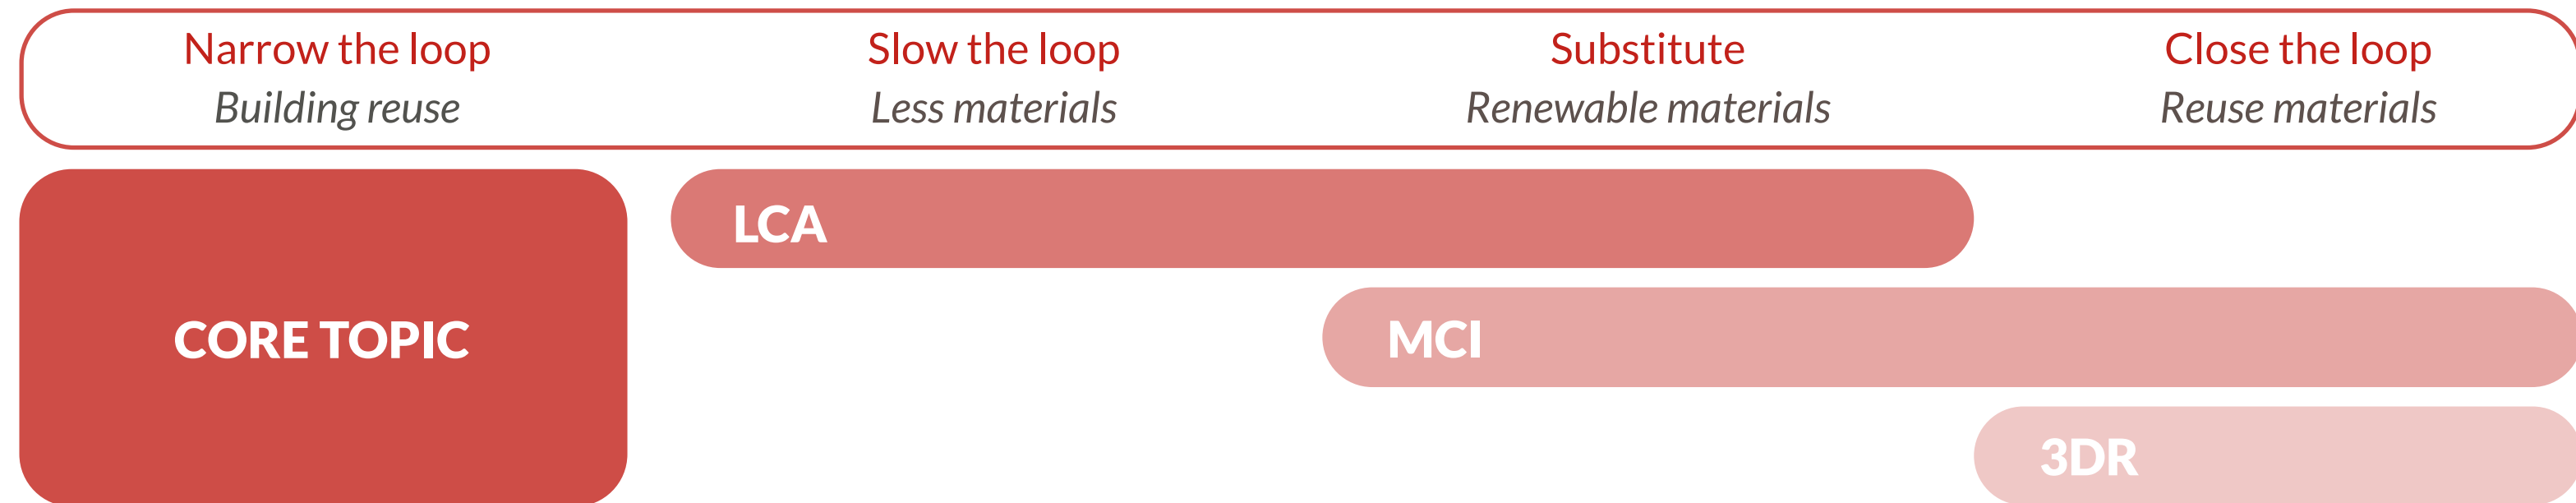 Narrow the loop
Building reuse
Slow the loop
Less materials
Substitute
Renewable materials
Close the loop
Reuse materials
CORE TOPIC
LCA
MCI
3DR